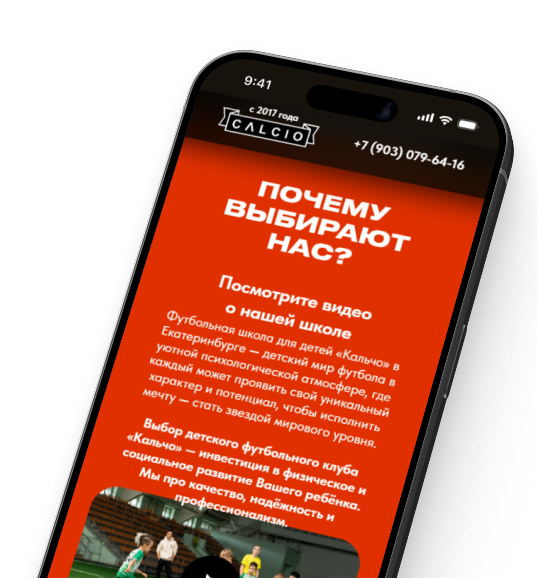 9:41
с 2017 года
CALCIO
+7 (903) 079-64-16
ПОЧЕМУ
ВЫБИРАЮТ
НАС?
Посмотрите видео
о нашей школе
Футбольная школа для детей «Кальчо» в
Екатеринбурге — детский мир футбола в
уютной психологической атмосфере, где
каждый может проявить свой уникальный
характер и потенциал, чтобы исполнить
мечту — стать звездой мирового уровня.
Выбор детского футбольного клуба
«Кальчо» — инвестиция в физическое и
социальное развитие Вашего ребёнка.
Мы про качество, надёжность и
профессионализм.